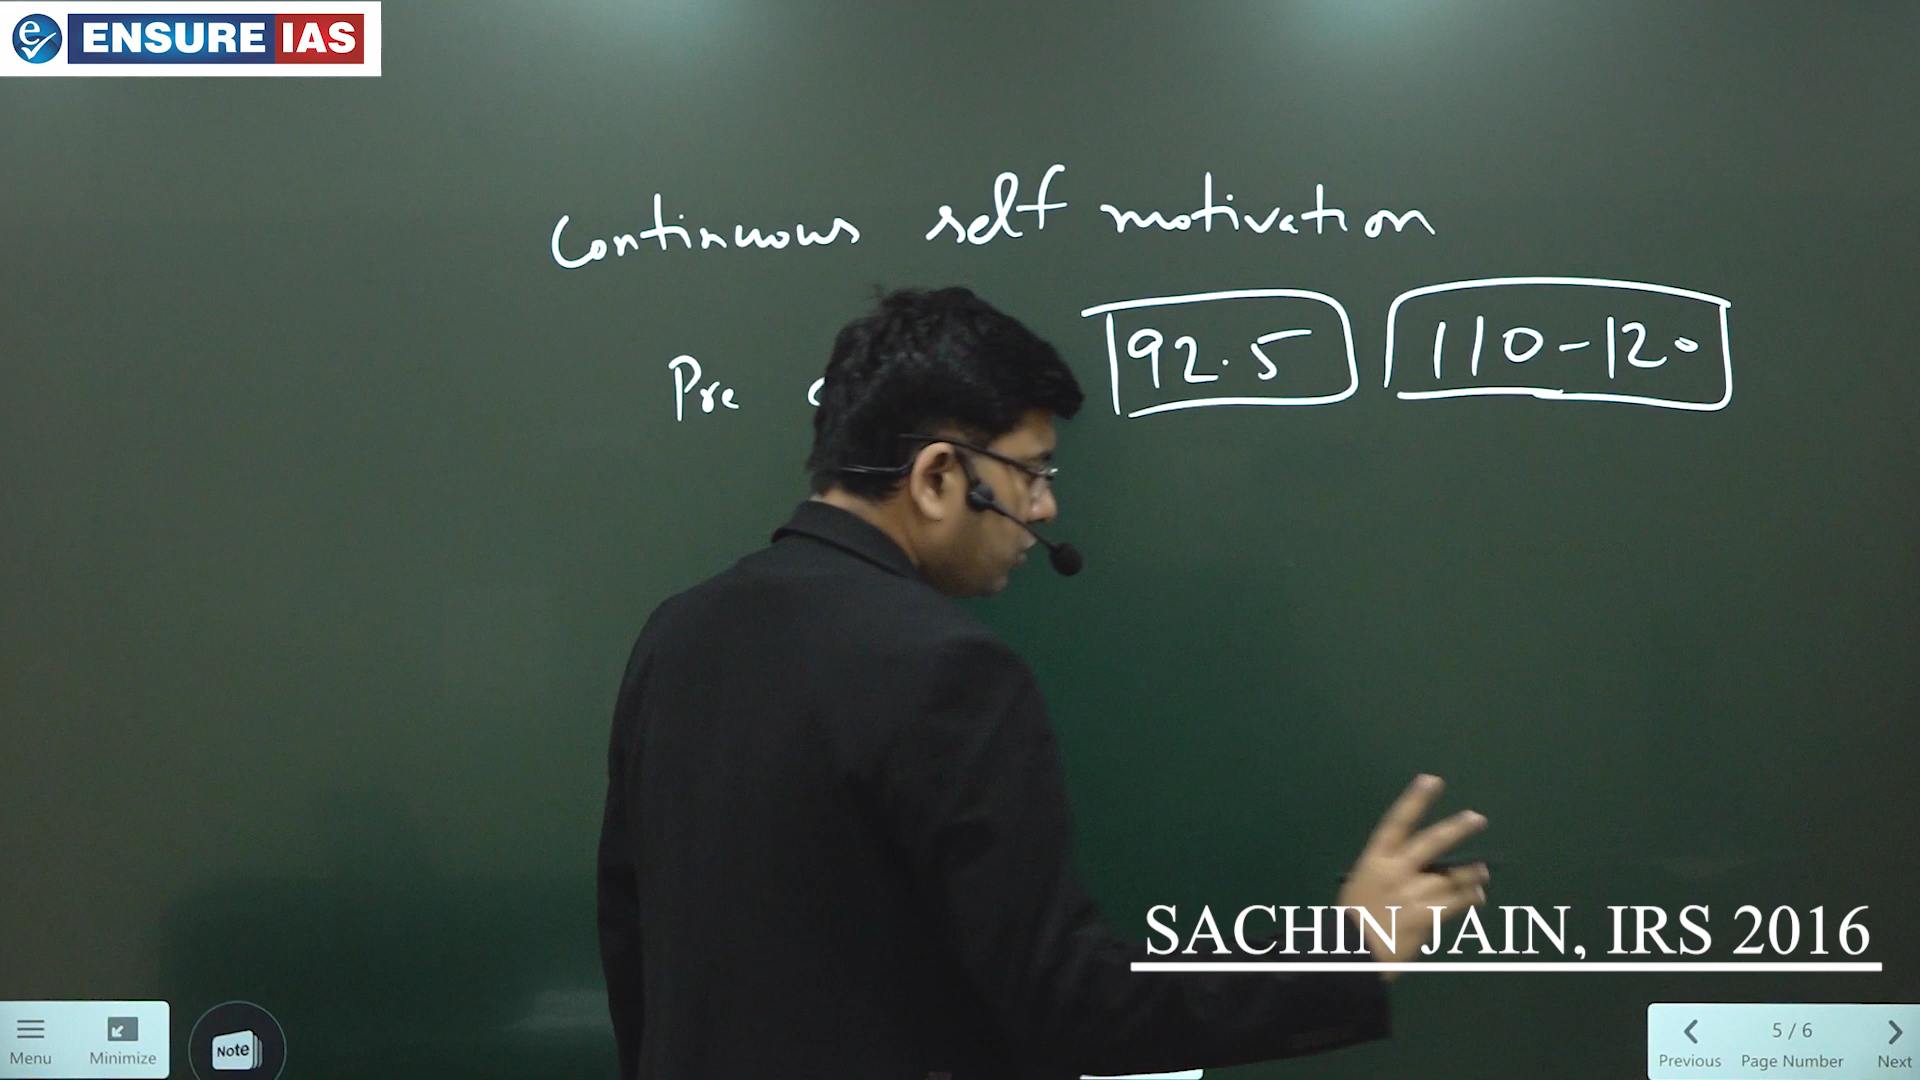 ENSURE IAS
Continuous self motivation
Pre
92.5
110-120
SACHIN JAIN, IRS 2016
Menu
Minimize
Note
5 / 6
Previous
Page Number
Next